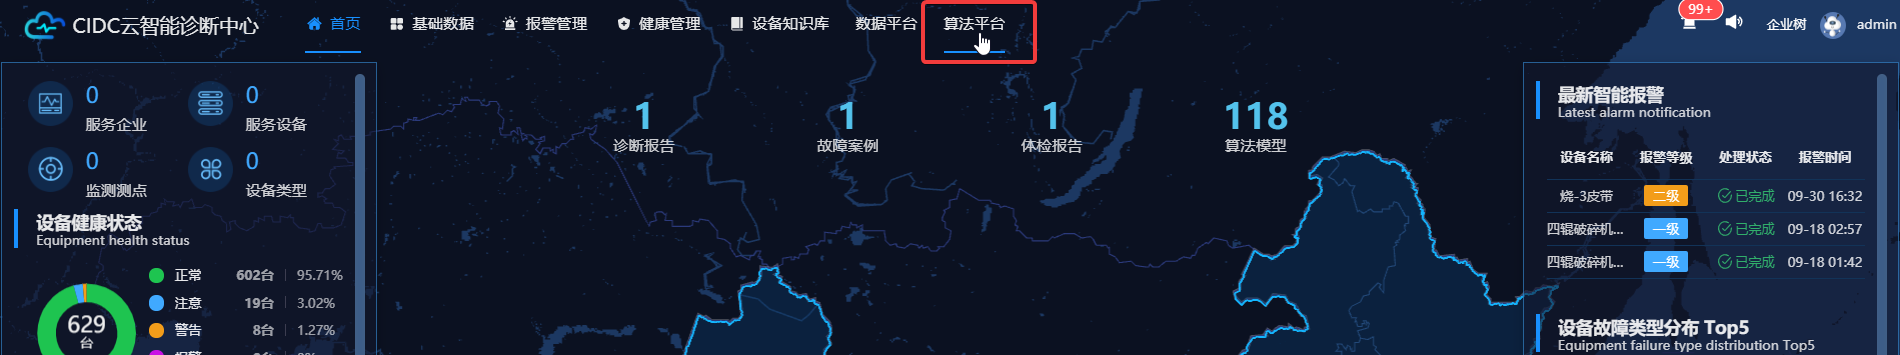 CIDC云智能诊断中心
首页
基础数据
报警管理
健康管理
设备知识库
数据平台
算法平台
99+
企业树
admin
0
服务企业
0
服务设备
0
监测测点
0
设备类型
设备健康状态
Equipment health status
629
台
正常 602台 95.71%
注意 19台 3.02%
警告 8台 1.27%
1
诊断报告
1
故障案例
1
体检报告
118
算法模型
最新智能报警
Latest alarm notification
设备名称 报警等级 处理状态 报警时间
烧-3皮带 二级 已完成 09-30 16:32
四辊破碎机... 一级 已完成 09-18 02:57
四辊破碎机... 一级 已完成 09-18 01:42
设备故障类型分布 Top5
Equipment failure type distribution Top5